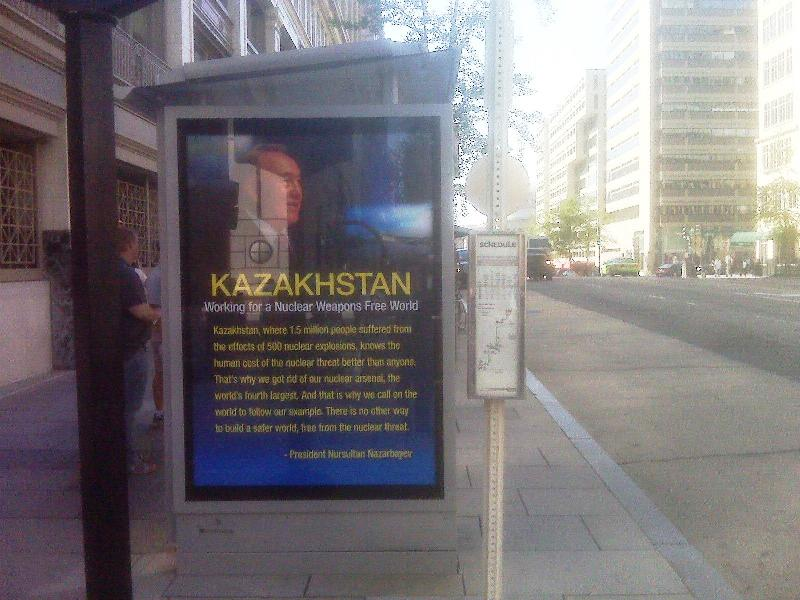 KAZAKHSTAN
Working for a Nuclear Weapons Free World
Kazakhstan, where 1.5 million people suffered from
the effects of 500 nuclear explosions, knows the
human cost of the nuclear threat better than anyone.
That's why we got rid of our nuclear arsenal, the
world's fourth largest. And that is why we call on the
world to follow our example. There is no other way
to build a safer world, free from the nuclear threat.
- President Nursultan Nazarbayev
SCHEDULE